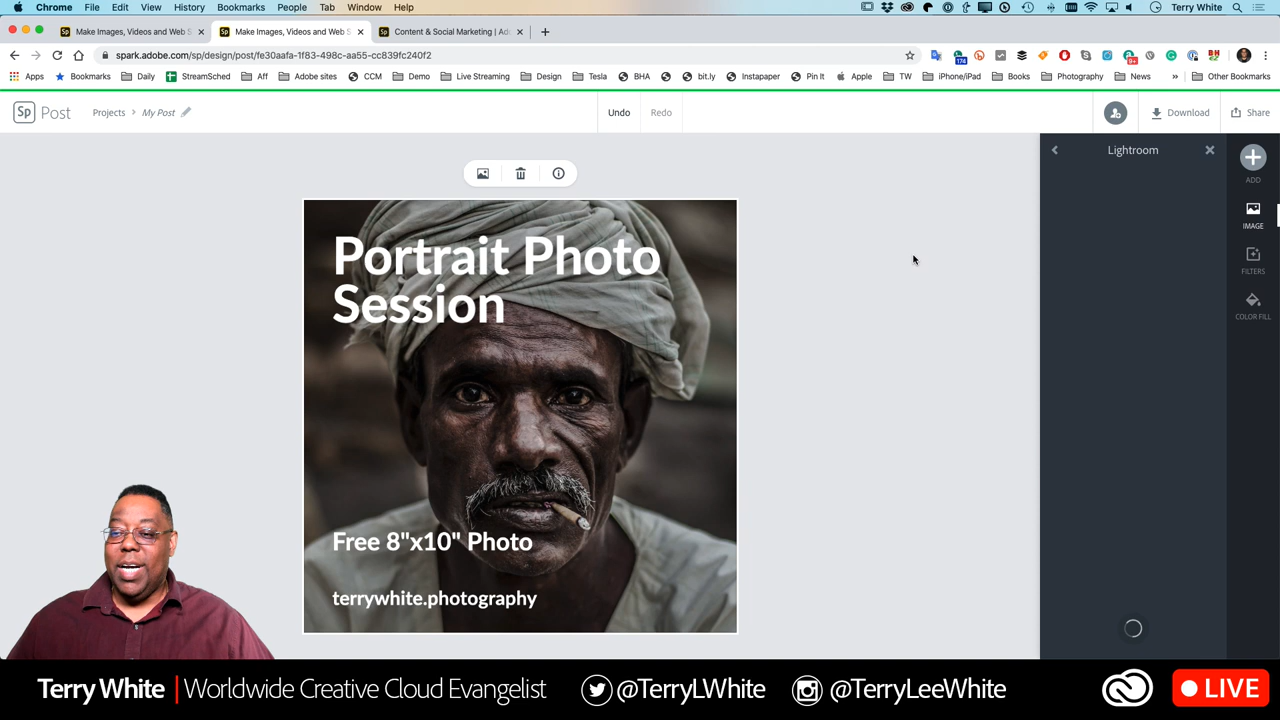 Chrome File Edit View History Bookmarks People Tab Window Help Terry White
Make Images, Videos and Web S
Make Images, Videos and Web S
Content & Social Marketing | Ado
spark.adobe.com/sp/design/post/fe30aafa-1f83-498c-aa55-cc839fc240f2
Apps Bookmarks Daily StreamSched Aff Adobe sites CCM Demo Live Streaming Design Tesla BHA bit.ly Instapaper Pin It Apple TW iPhone/iPad Books Photography News » Other Bookmarks
Sp Post Projects > My Post Undo Redo Download Share
Lightroom
ADD
IMAGE
FILTERS
COLOR FILL
Portrait Photo
Session
Free 8"x10" Photo
terrywhite.photography
Terry White | Worldwide Creative Cloud Evangelist @TerryLWhite @TerryLeeWhite LIVE